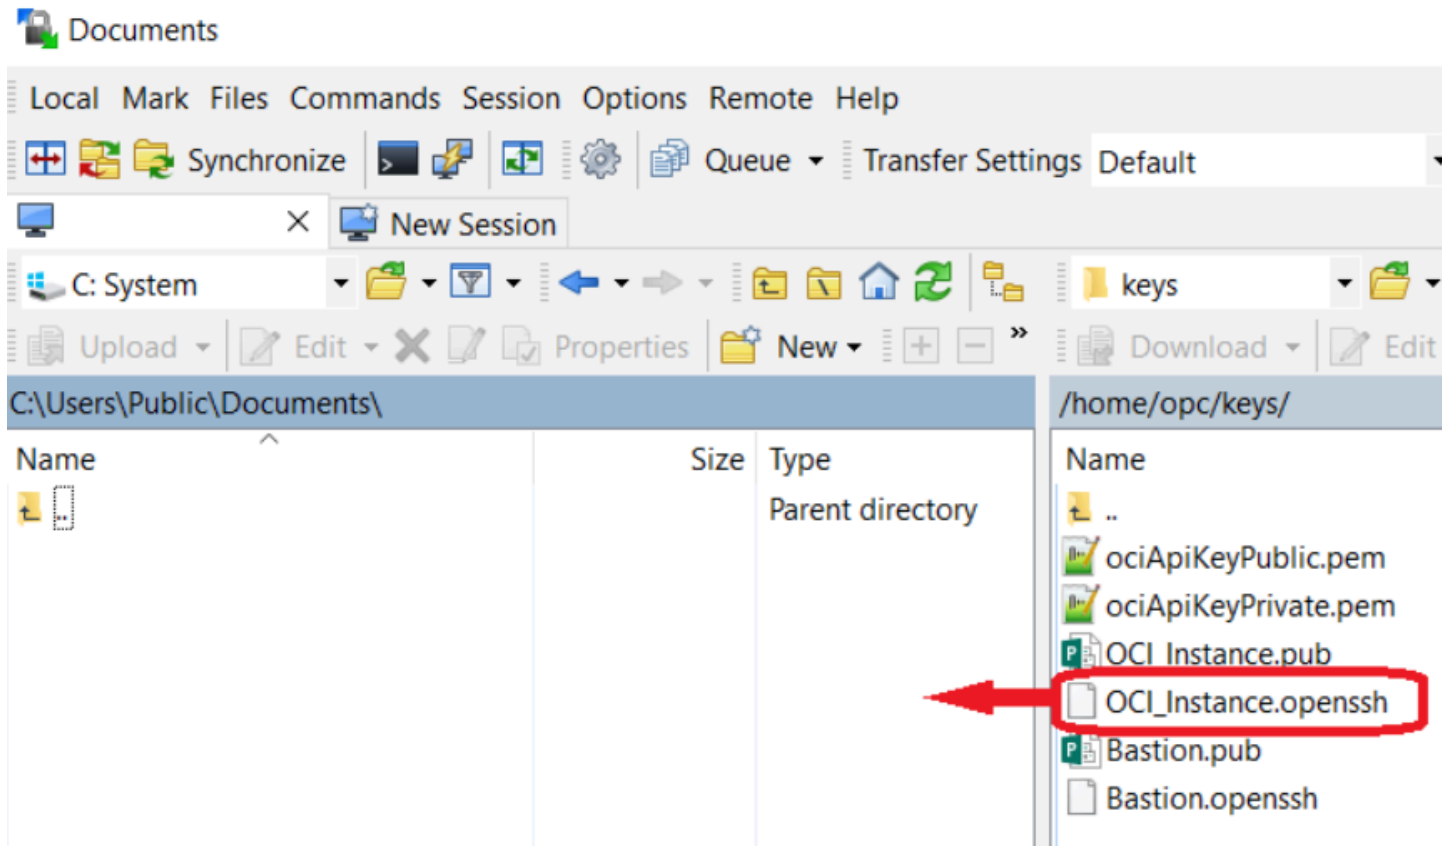 Documents
Local Mark Files Commands Session Options Remote Help
Synchronize Queue Transfer Settings Default
New Session
C: System keys
Upload Edit Properties New » Download Edit
C:\Users\Public\Documents\ /home/opc/keys/
Name Size Type Name
.. Parent directory ..
ociApiKeyPublic.pem
ociApiKeyPrivate.pem
OCI_Instance.pub
OCI_Instance.openssh
Bastion.pub
Bastion.openssh